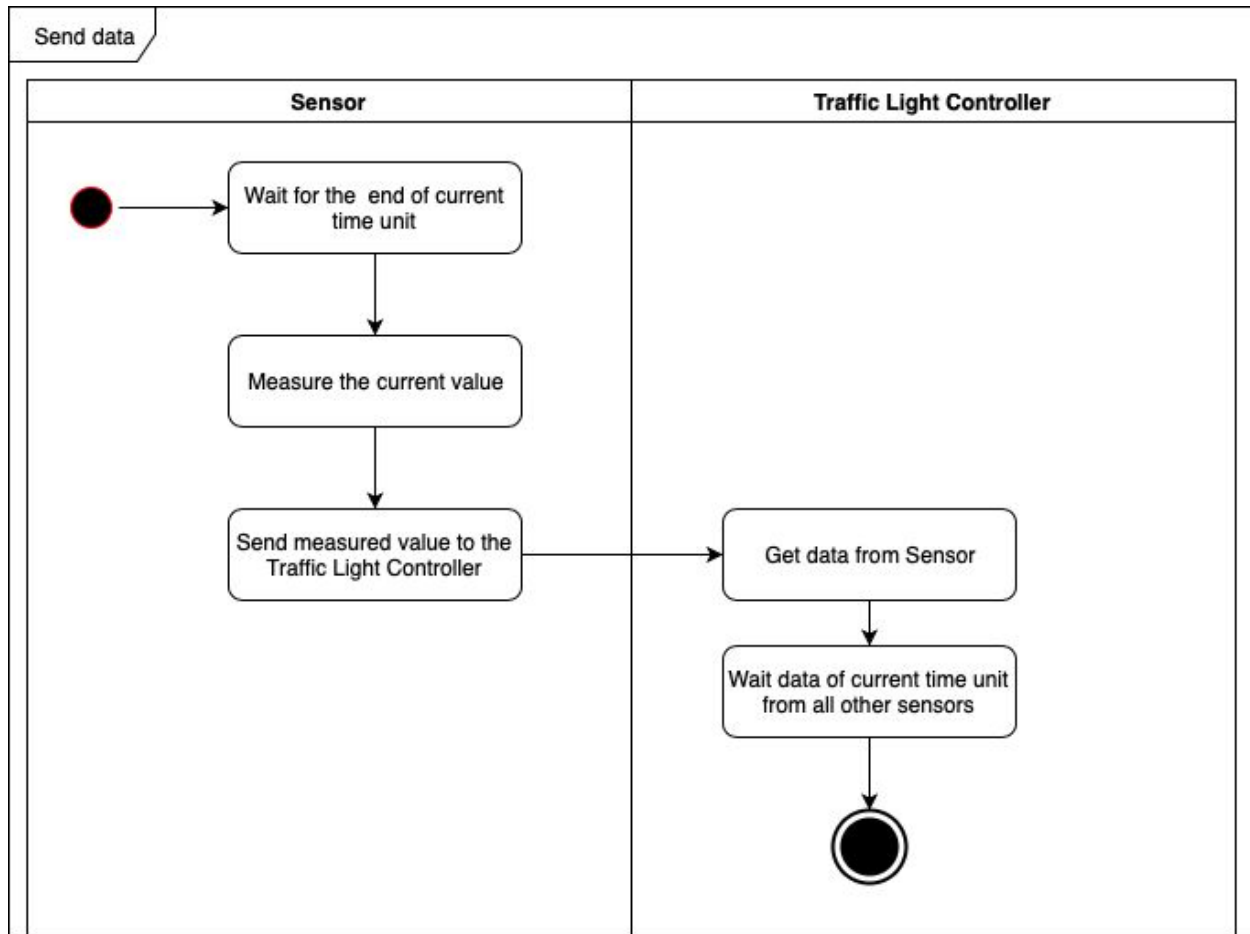 Send data
Sensor
Traffic Light Controller
Wait for the  end of current
time unit
Measure the current value
Send measured value to the
Traffic Light Controller
Get data from Sensor
Wait data of current time unit
from all other sensors